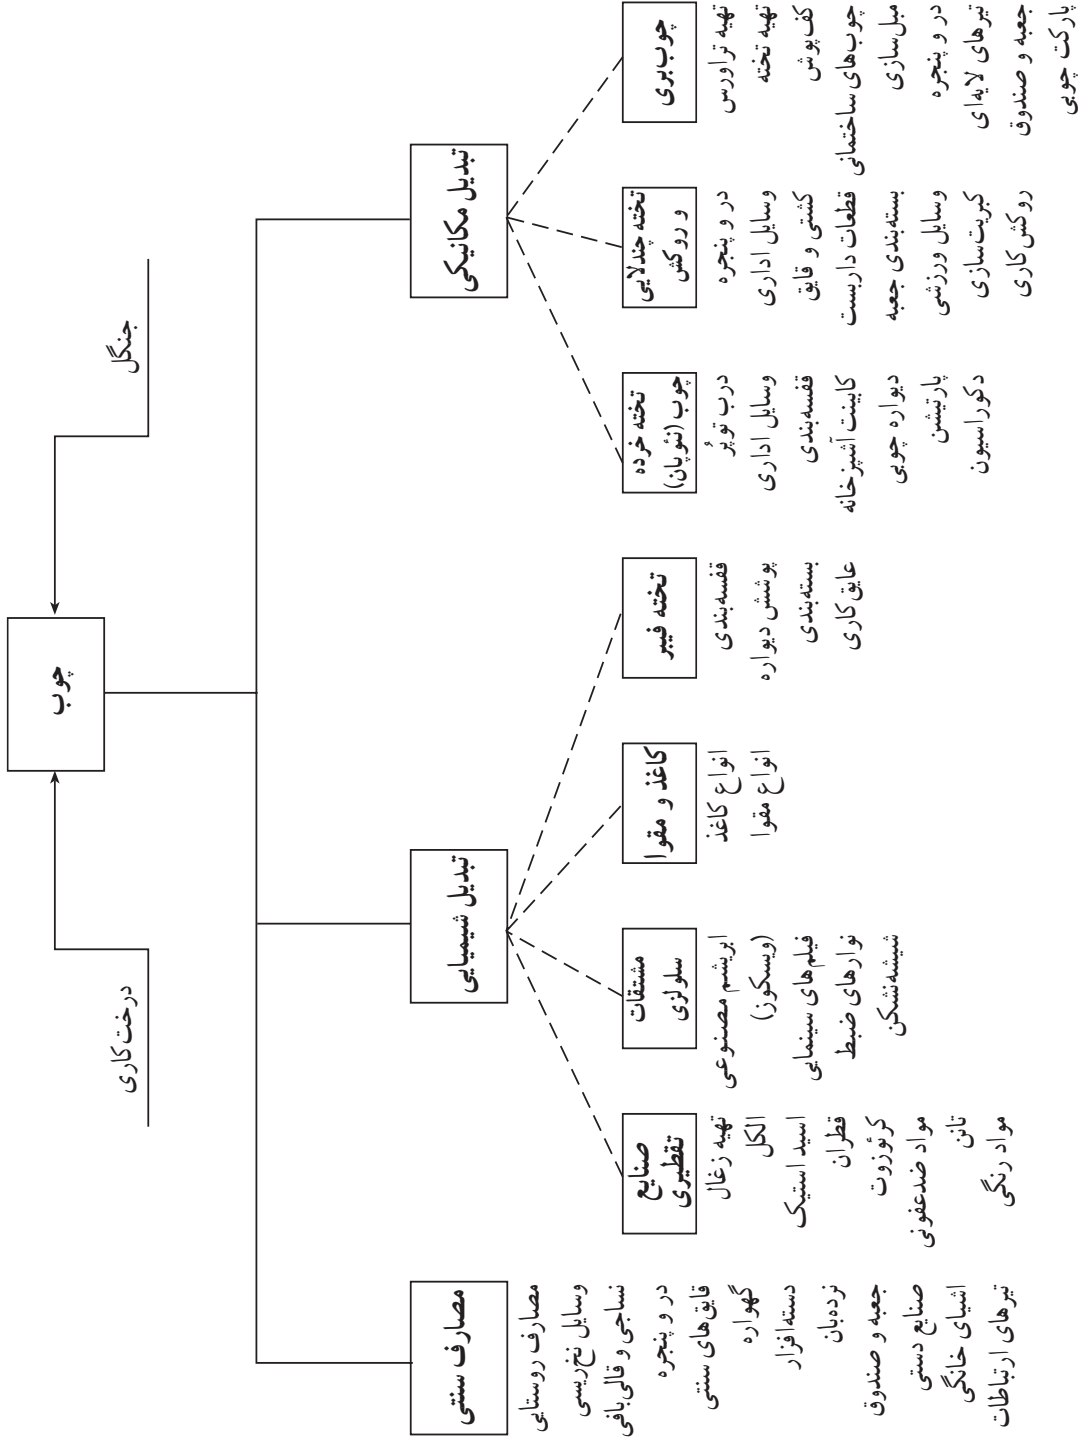 چوب
جنگل
درخت‌کاری
تبدیل مکانیکی
تبدیل شیمیایی
مصارف سنتی
چوب‌بری
تهیه تراورس
تهیه تخته
کف‌پوش
چوب‌های ساختمانی
مبل‌سازی
در و پنجره
تیرهای لایه‌ای
جعبه و صندوق
پارکت چوبی
تخته چندلایی
و روکش
در و پنجره
وسایل اداری
کشتی و قایق
قطعات داربست
بسته‌بندی جعبه
وسایل ورزشی
کبریت‌سازی
روکش‌کاری
تخته خرده
چوب (نئوپان)
درب توپُر
وسایل اداری
قفسه‌بندی
کابینت آشپزخانه
دیواره چوبی
پارتیشن
دکوراسیون
تخته فیبر
قفسه‌بندی
پوشش دیواره
بسته‌بندی
عایق‌کاری
کاغذ و مقوا
انواع کاغذ
انواع مقوا
مشتقات
سلولزی
ابریشم مصنوعی
(ویسکوز)
فیلم‌های سینمایی
نوارهای ضبط
شیشه‌نشکن
صنایع
تقطیری
تهیه زغال
الکل
اسید استیک
قطران
کرئوزوت
مواد ضدعفونی
تانن
مواد رنگی
مصارف روستایی
وسایل نخ‌ریسی
نساجی و قالی‌بافی
در و پنجره
قایق‌های سنتی
گهواره
دسته‌افزار
نرده‌بان
جعبه و صندوق
صنایع دستی
اشیای خانگی
تیرهای ارتباطات